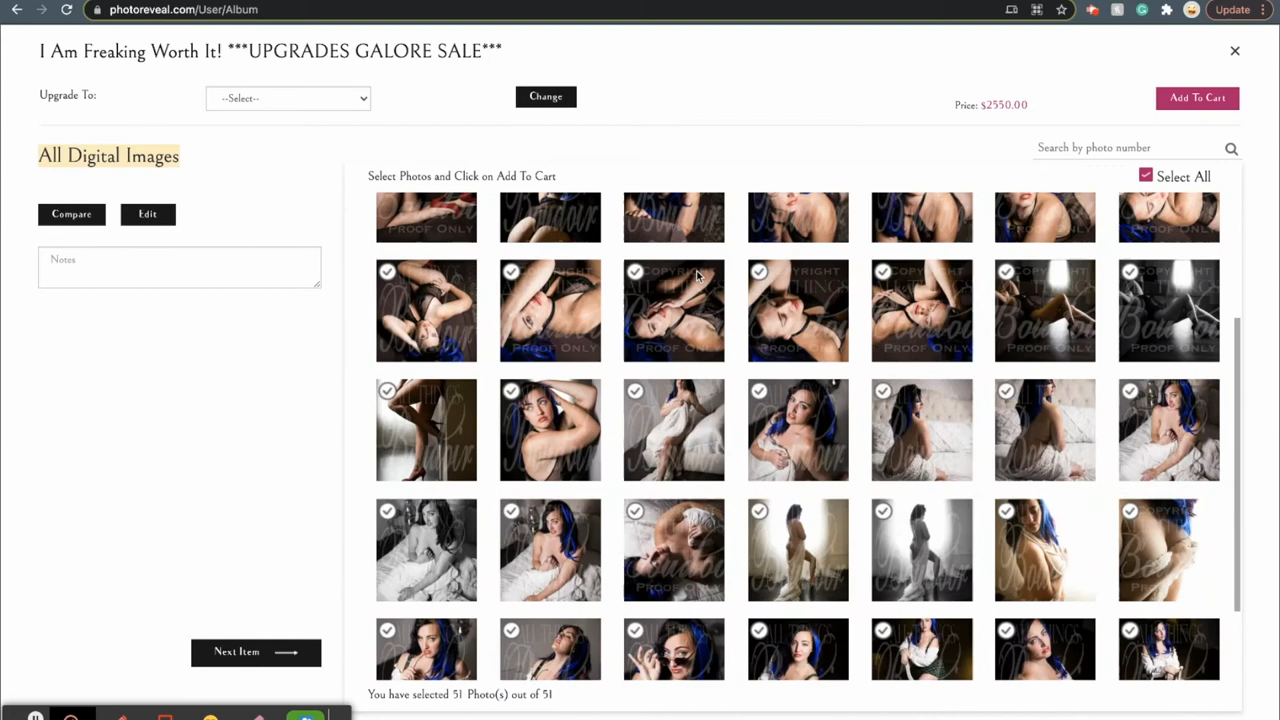 photoreveal.com/User/Album
Update
I Am Freaking Worth It! ***UPGRADES GALORE SALE***
Upgrade To:
--Select--
Change
Price: $2550.00
Add To Cart
All Digital Images
Search by photo number
Select Photos and Click on Add To Cart
Select All
Compare
Edit
Notes
Next Item
You have selected 51 Photo(s) out of 51